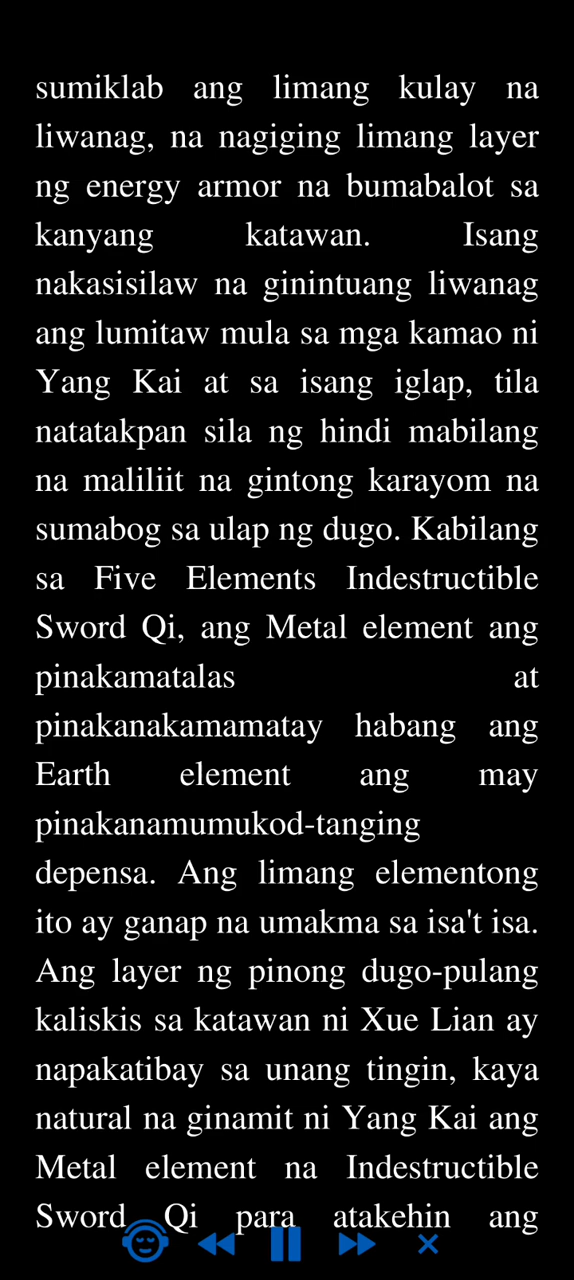 sumiklab ang limang kulay na
liwanag, na nagiging limang layer
ng energy armor na bumabalot sa
kanyang katawan. Isang
nakasisilaw na ginintuang liwanag
ang lumitaw mula sa mga kamao ni
Yang Kai at sa isang iglap, tila
natatakpan sila ng hindi mabilang
na maliliit na gintong karayom na
sumabog sa ulap ng dugo. Kabilang
sa Five Elements Indestructible
Sword Qi, ang Metal element ang
pinakamatalas at
pinakanakamamatay habang ang
Earth element ang may
pinakanamumukod-tanging
depensa. Ang limang elementong
ito ay ganap na umakma sa isa't isa.
Ang layer ng pinong dugo-pulang
kaliskis sa katawan ni Xue Lian ay
napakatibay sa unang tingin, kaya
natural na ginamit ni Yang Kai ang
Metal element na Indestructible
Sword Qi para atakehin ang